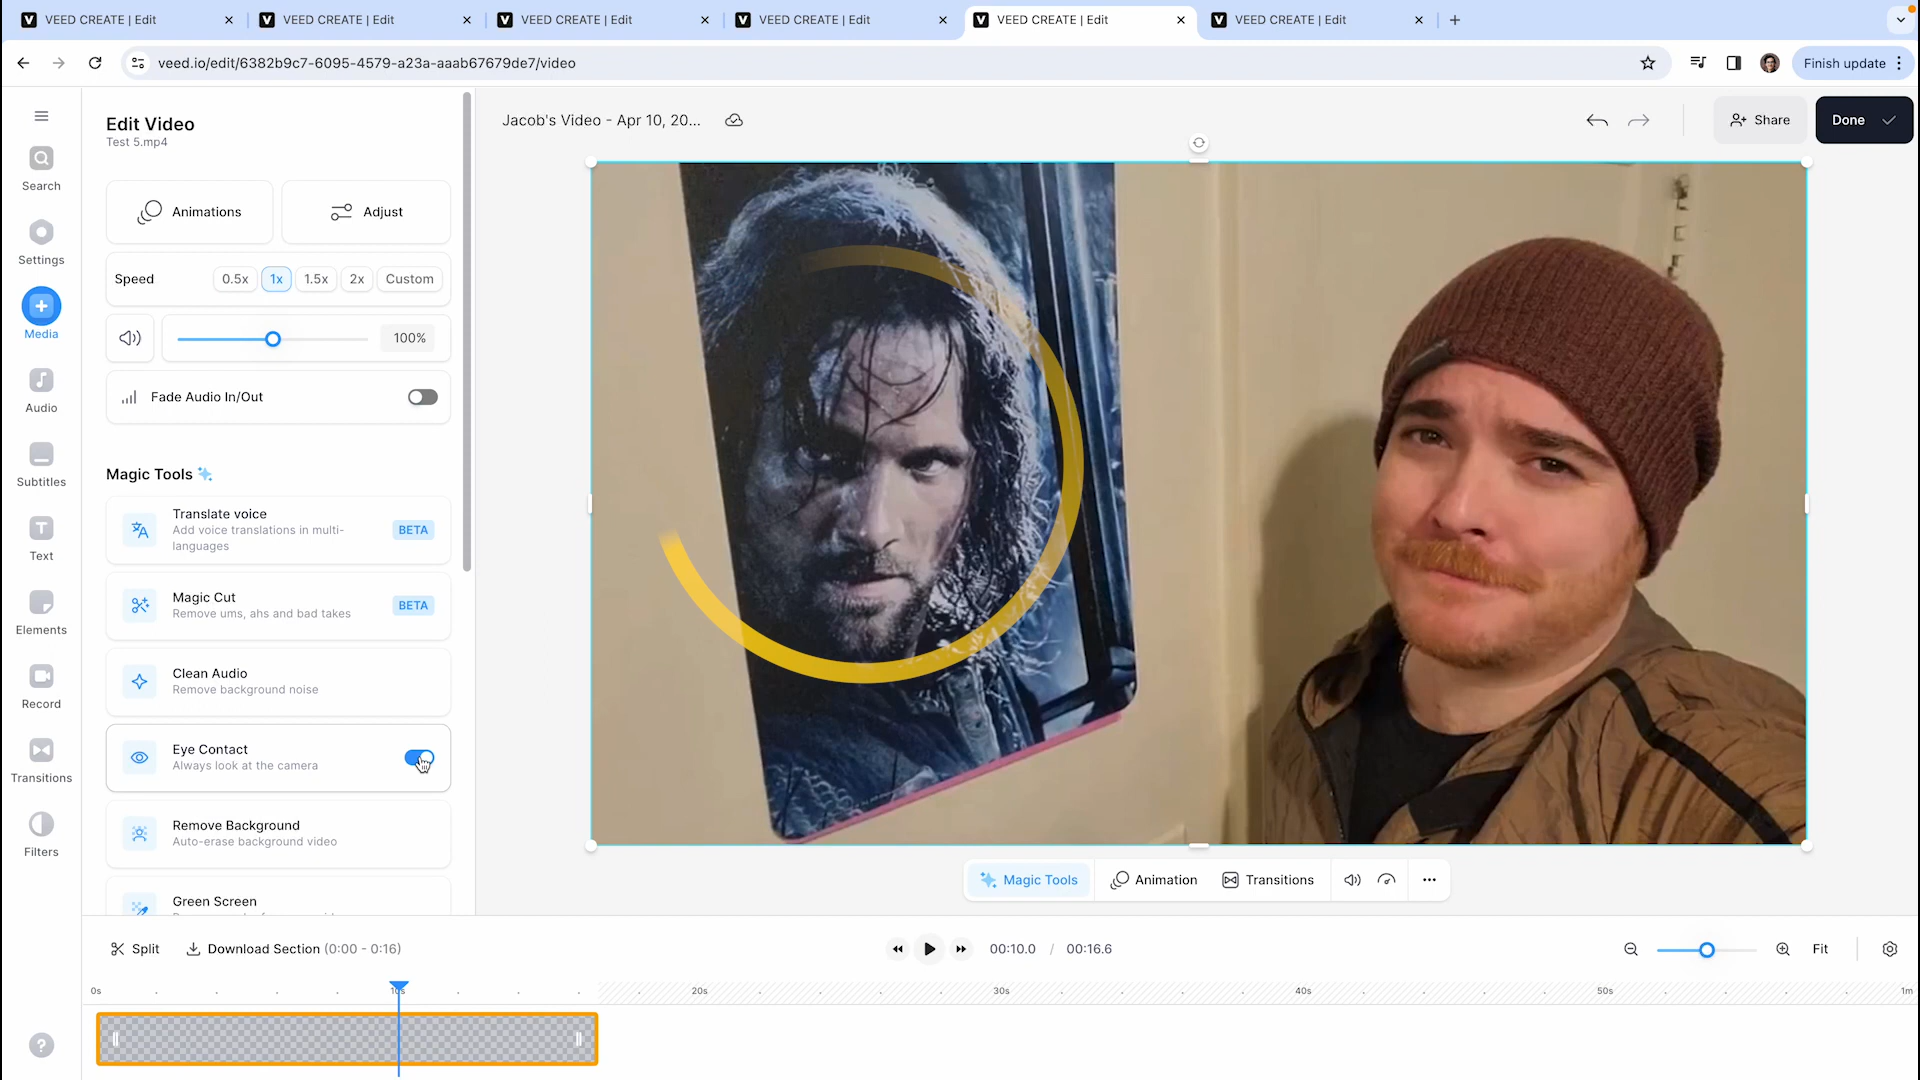 VEED CREATE | Edit
VEED CREATE | Edit
VEED CREATE | Edit
VEED CREATE | Edit
VEED CREATE | Edit
VEED CREATE | Edit
veed.io/edit/6382b9c7-6095-4579-a23a-aaab67679de7/video
Finish update
Search
Settings
Media
Audio
Subtitles
Text
Elements
Record
Transitions
Filters
Edit Video
Test 5.mp4
Animations
Adjust
Speed
0.5x
1x
1.5x
2x
Custom
100%
Fade Audio In/Out
Magic Tools
Translate voice
Add voice translations in multi-
languages
BETA
Magic Cut
Remove ums, ahs and bad takes
BETA
Clean Audio
Remove background noise
Eye Contact
Always look at the camera
Remove Background
Auto-erase background video
Green Screen
Jacob's Video - Apr 10, 20...
Share
Done
Magic Tools
Animation
Transitions
Split
Download Section (0:00 - 0:16)
00:10.0 / 00:16.6
Fit
0s
10s
20s
30s
40s
50s
1m